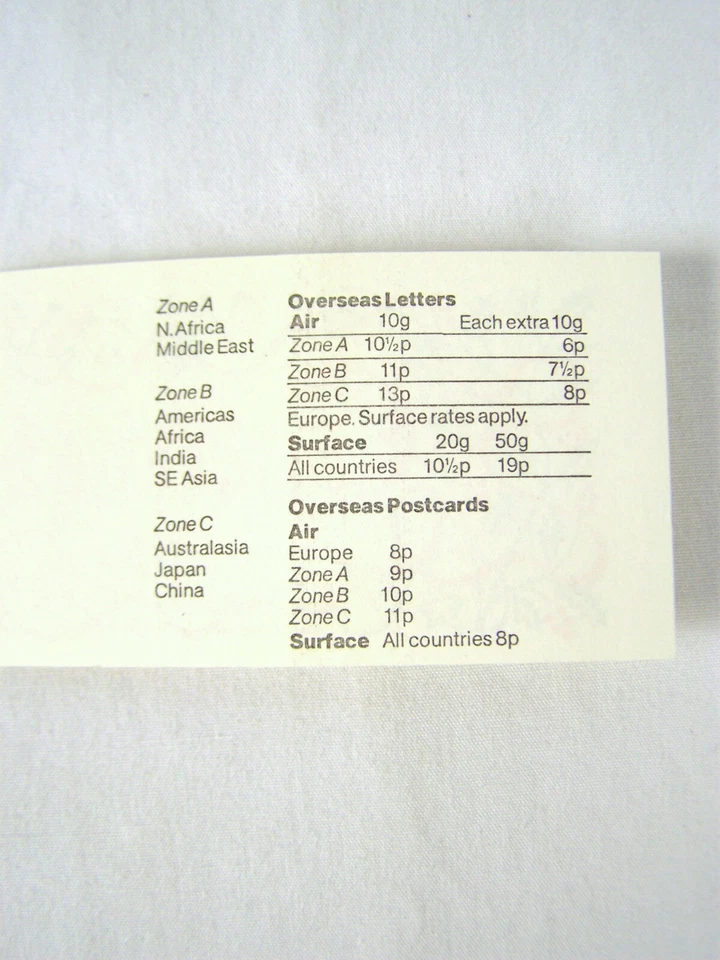 Zone A
N.Africa
Middle East
Zone B
Americas
Africa
India
SE Asia
Zone C
Australasia
Japan
China
Overseas Letters
Air 10g Each extra 10g
Zone A 10½p 6p
Zone B 11p 7½p
Zone C 13p 8p
Europe. Surface rates apply.
Surface 20g 50g
All countries 10½p 19p
Overseas Postcards
Air
Europe 8p
Zone A 9p
Zone B 10p
Zone C 11p
Surface All countries 8p